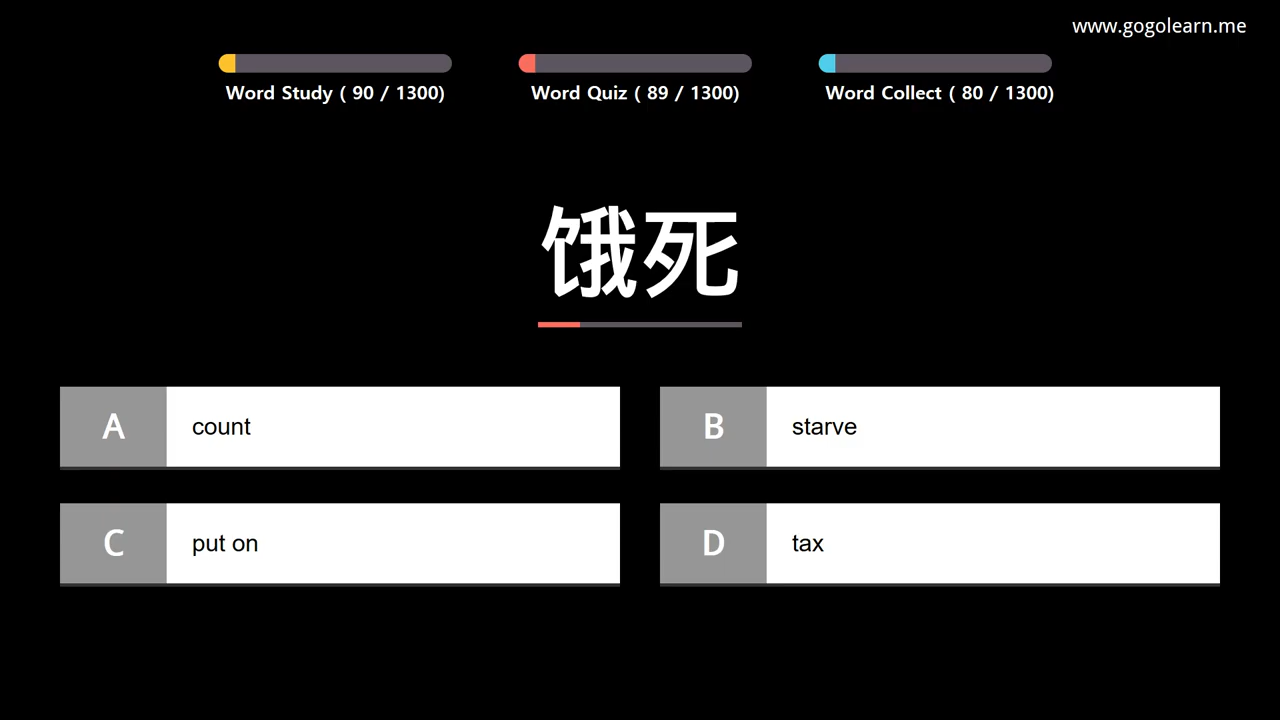 www.gogolearn.me
Word Study ( 90 / 1300)
Word Quiz ( 89 / 1300)
Word Collect ( 80 / 1300)
饿死
A count
B starve
C put on
D tax